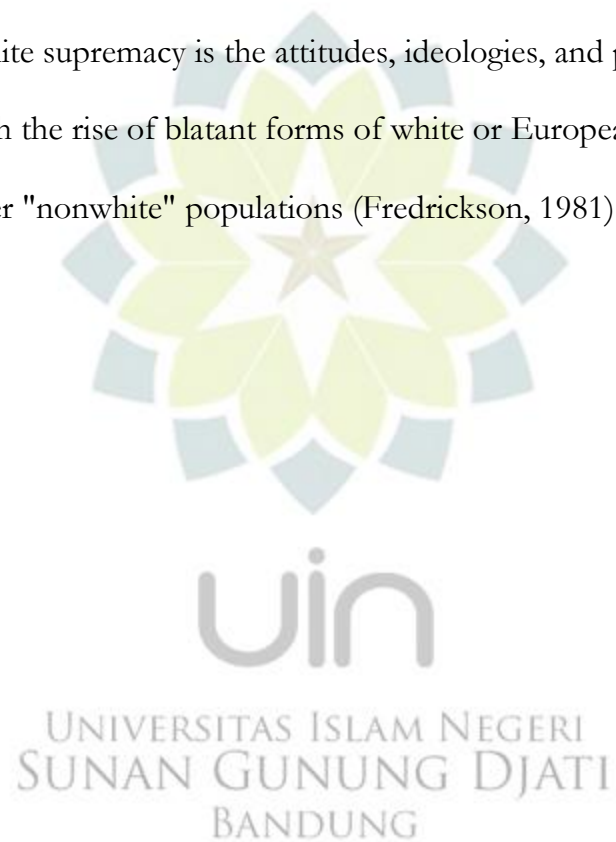 ite supremacy is the attitudes, ideologies, and
n the rise of blatant forms of white or Europea
er "nonwhite" populations (Fredrickson, 1981)
uin
UNIVERSITAS ISLAM NEGERI
SUNAN GUNUNG DJATI
BANDUNG